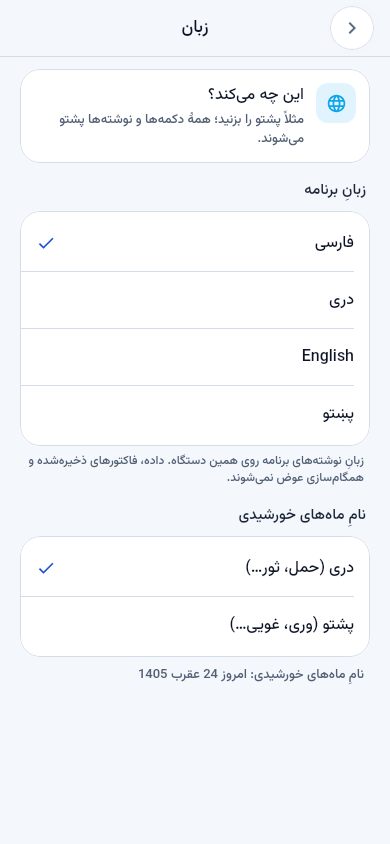 زبان
این چه می‌کند؟
مثلاً پشتو را بزنید؛ همهٔ دکمه‌ها و نوشته‌ها پشتو
می‌شوند.
زبانِ برنامه
فارسی
دری
English
پښتو
زبانِ نوشته‌های برنامه روی همین دستگاه. داده، فاکتورهای ذخیره‌شده و
همگام‌سازی عوض نمی‌شوند.
نامِ ماه‌های خورشیدی
دری (حمل، ثور…)
پشتو (وری، غویی…)
نامِ ماه‌های خورشیدی: امروز 24 عقرب 1405